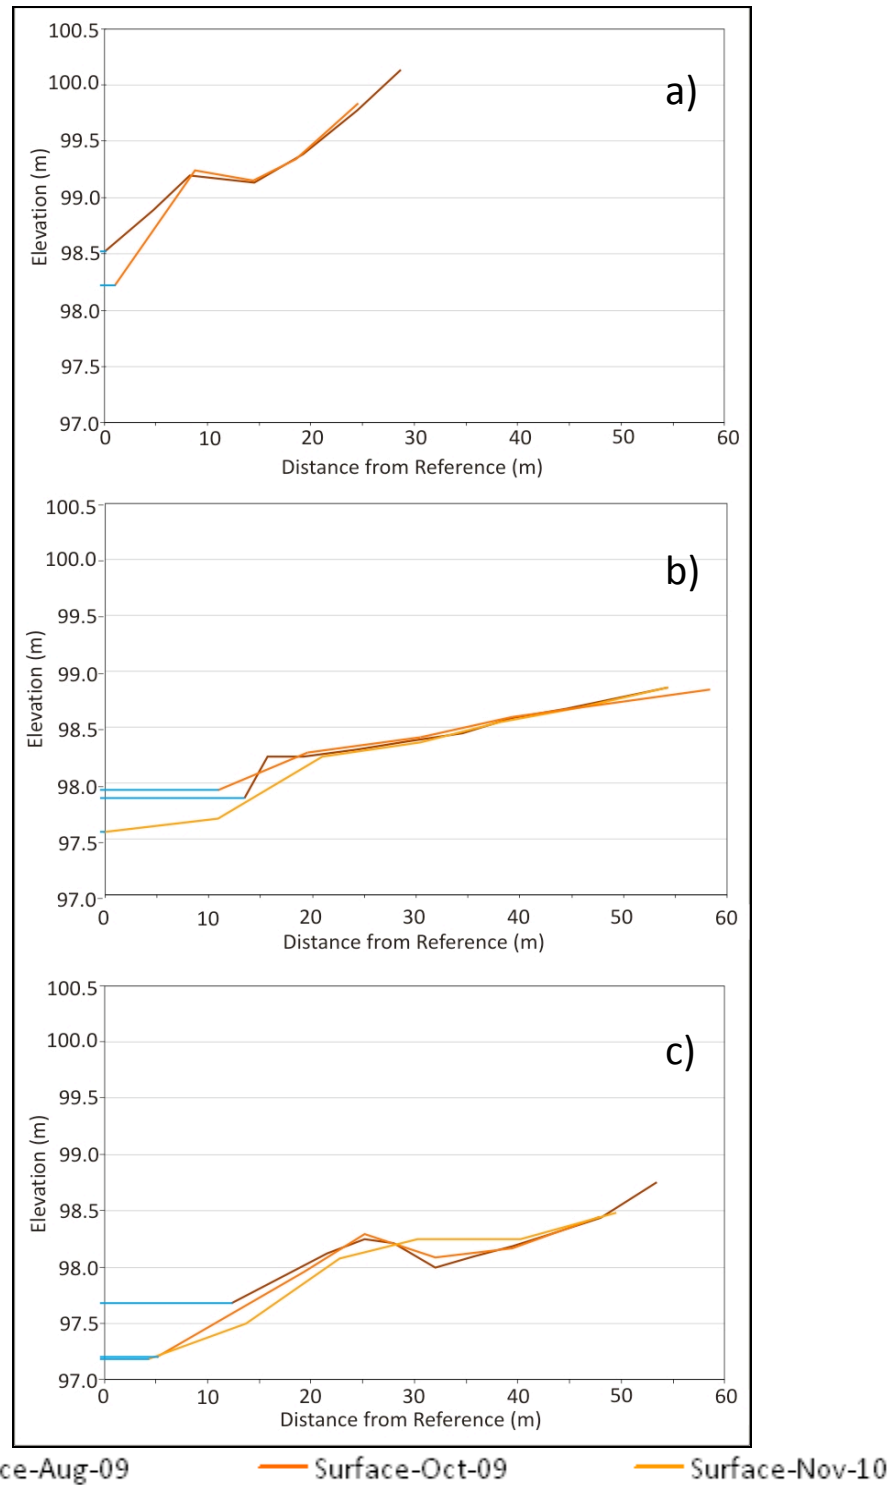 100.5
a)
100.0
99.5
99.0
98.5
98.0
97.5
97.0
Elevation (m)
0 10 20 30 40 50 60
Distance from Reference (m)
100.5
b)
100.0
99.5
99.0
98.5
98.0
97.5
97.0
Elevation (m)
0 10 20 30 40 50 60
Distance from Reference (m)
100.5
c)
100.0
99.5
99.0
98.5
98.0
97.5
97.0
Elevation (m)
0 10 20 30 40 50 60
Distance from Reference (m)
ce-Aug-09 Surface-Oct-09 Surface-Nov-10